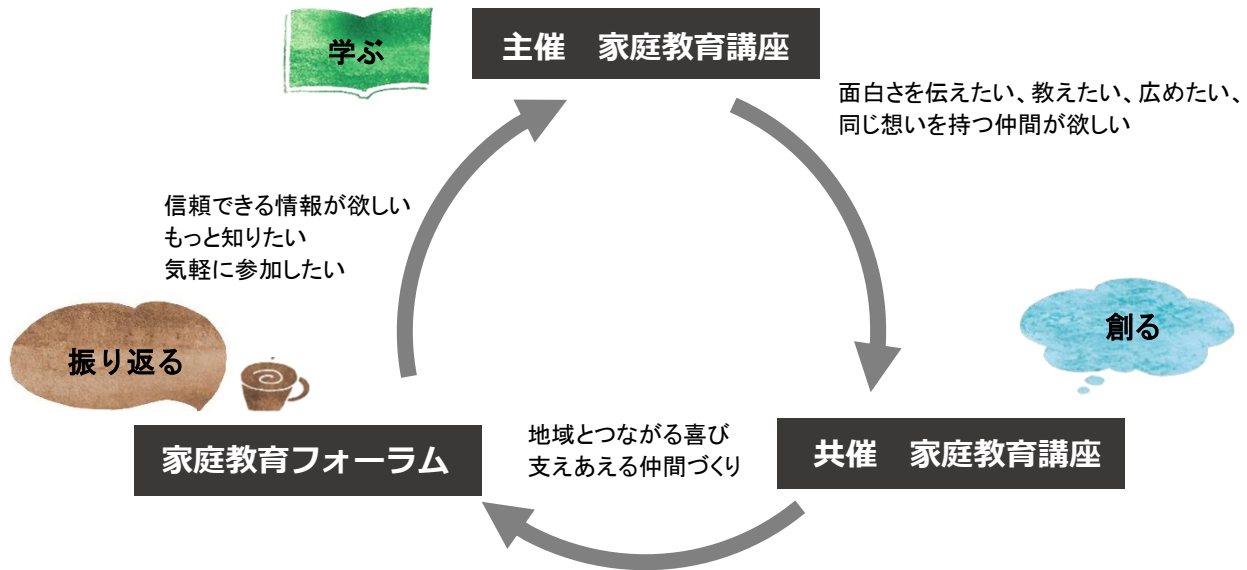 学ぶ
主催　家庭教育講座
面白さを伝えたい、教えたい、広めたい、
同じ想いを持つ仲間が欲しい
信頼できる情報が欲しい
もっと知りたい
気軽に参加したい
振り返る
創る
家庭教育フォーラム
地域とつながる喜び
支えあえる仲間づくり
共催　家庭教育講座